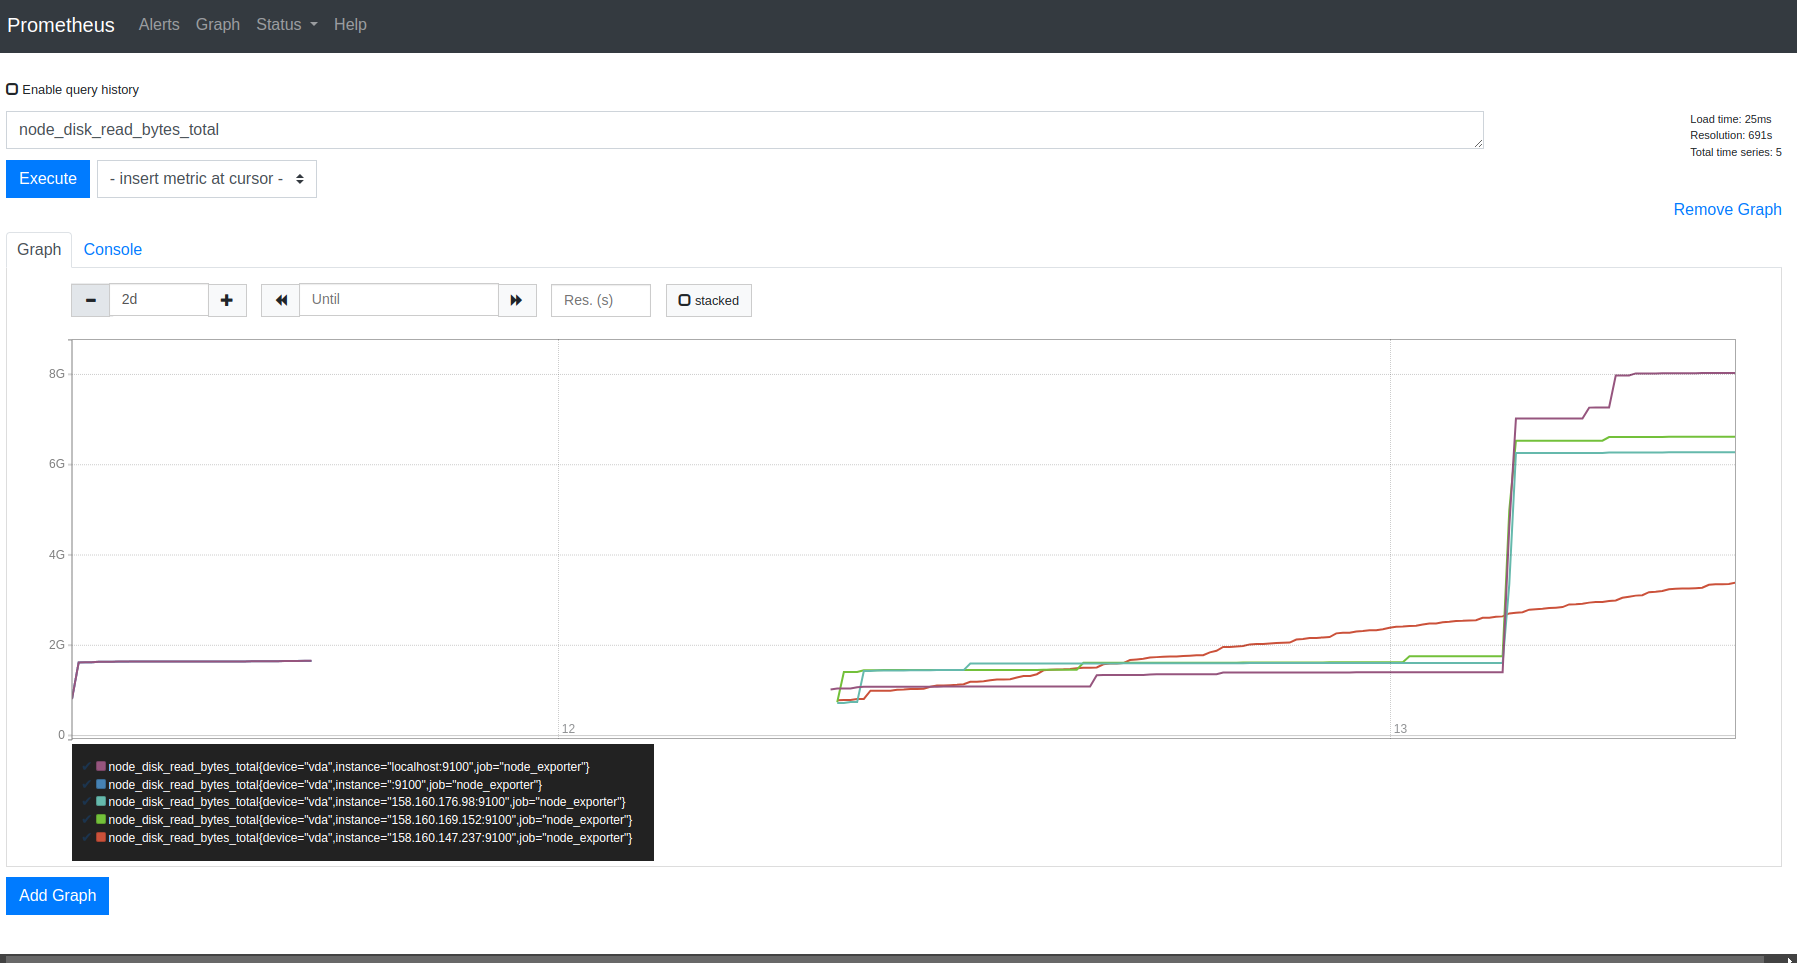 Prometheus Alerts Graph Status Help
Enable query history
node_disk_read_bytes_total
Load time: 25ms
Resolution: 691s
Total time series: 5
Execute - insert metric at cursor -
Remove Graph
Graph Console
2d Until Res. (s) stacked
8G
6G
4G
2G
0
12 13
node_disk_read_bytes_total{device="vda",instance="localhost:9100",job="node_exporter"}
node_disk_read_bytes_total{device="vda",instance=":9100",job="node_exporter"}
node_disk_read_bytes_total{device="vda",instance="158.160.176.98:9100",job="node_exporter"}
node_disk_read_bytes_total{device="vda",instance="158.160.169.152:9100",job="node_exporter"}
node_disk_read_bytes_total{device="vda",instance="158.160.147.237:9100",job="node_exporter"}
Add Graph